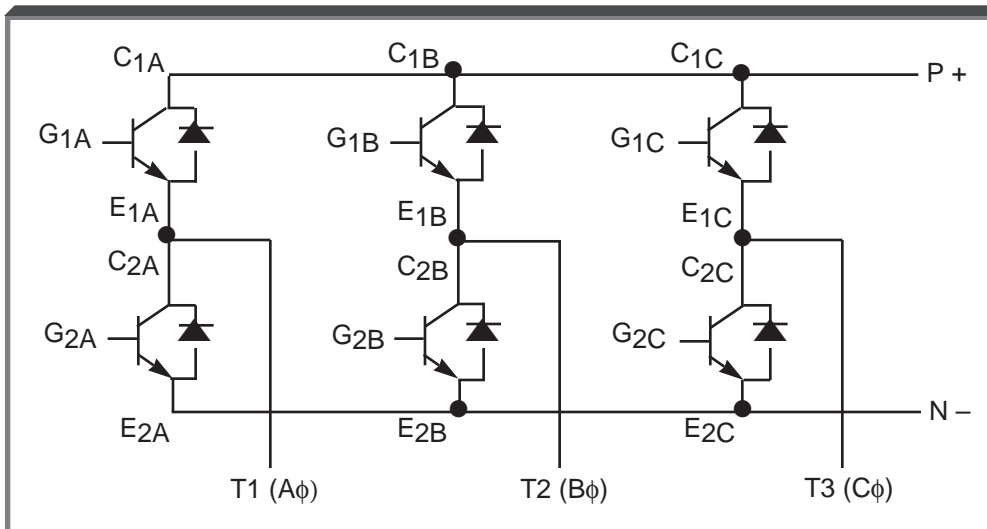 C1A
C1B
C1C
P +
G1A
G1B
G1C
E1A
E1B
E1C
C2A
C2B
C2C
G2A
G2B
G2C
N –
E2A
E2B
E2C
T1 (Aϕ)
T2 (Bϕ)
T3 (Cϕ)